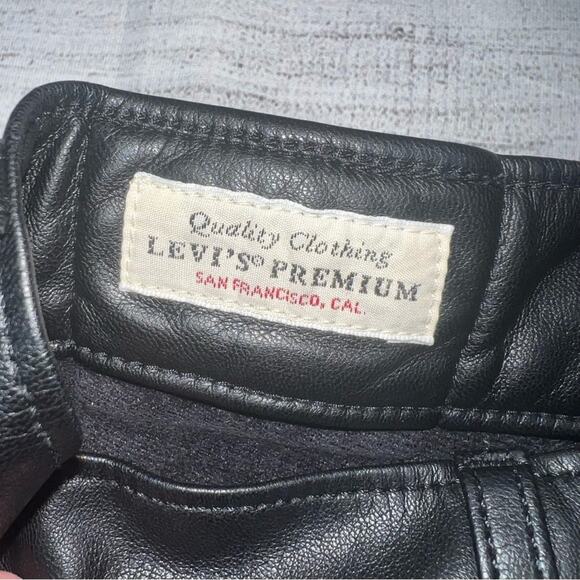 Quality Clothing
LEVI'S® PREMIUM
SAN FRANCISCO, CAL.